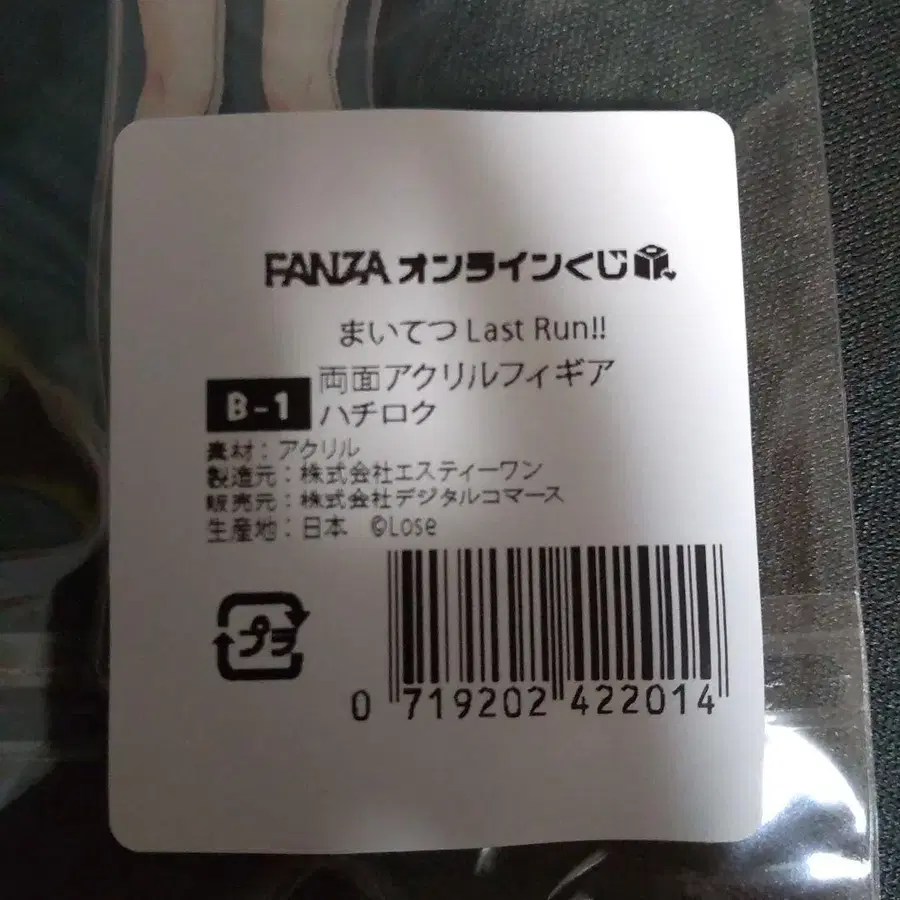 FANZA オンラインくじ
まいてつ Last Run!!
B-1
両面アクリルフィギア
ハチロク
素材：アクリル
製造元：株式会社エスティーワン
販売元：株式会社デジタルコマース
生産地：日本 ©Lose
プラ
0 719202 422014